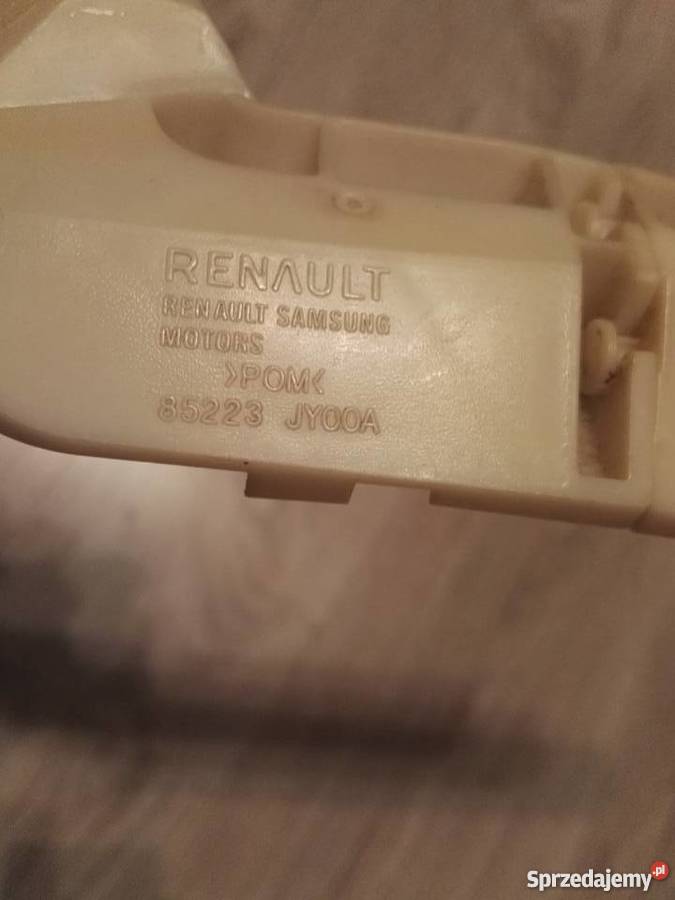 RENAULT
RENAULT SAMSUNG
MOTORS
>POM<
85223 JY00A
Sprzedajemy.pl